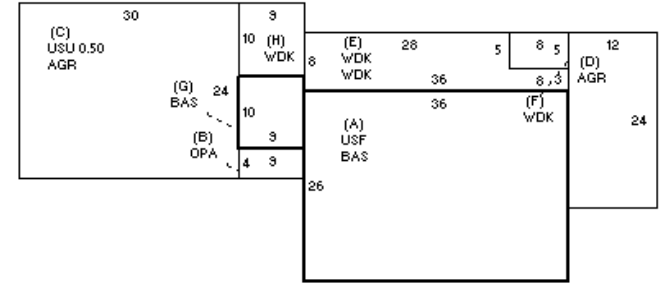 30
9
(C)
USU 0.50
AGR
10
(H)
WDK
8
(E)
WDK
WDK
28
5
8
5
12
(D)
AGR
36
8
3
(G)
BAS
24
10
9
36
(F)
WDK
24
(A)
USF
BAS
(B)
OPA
4
9
26